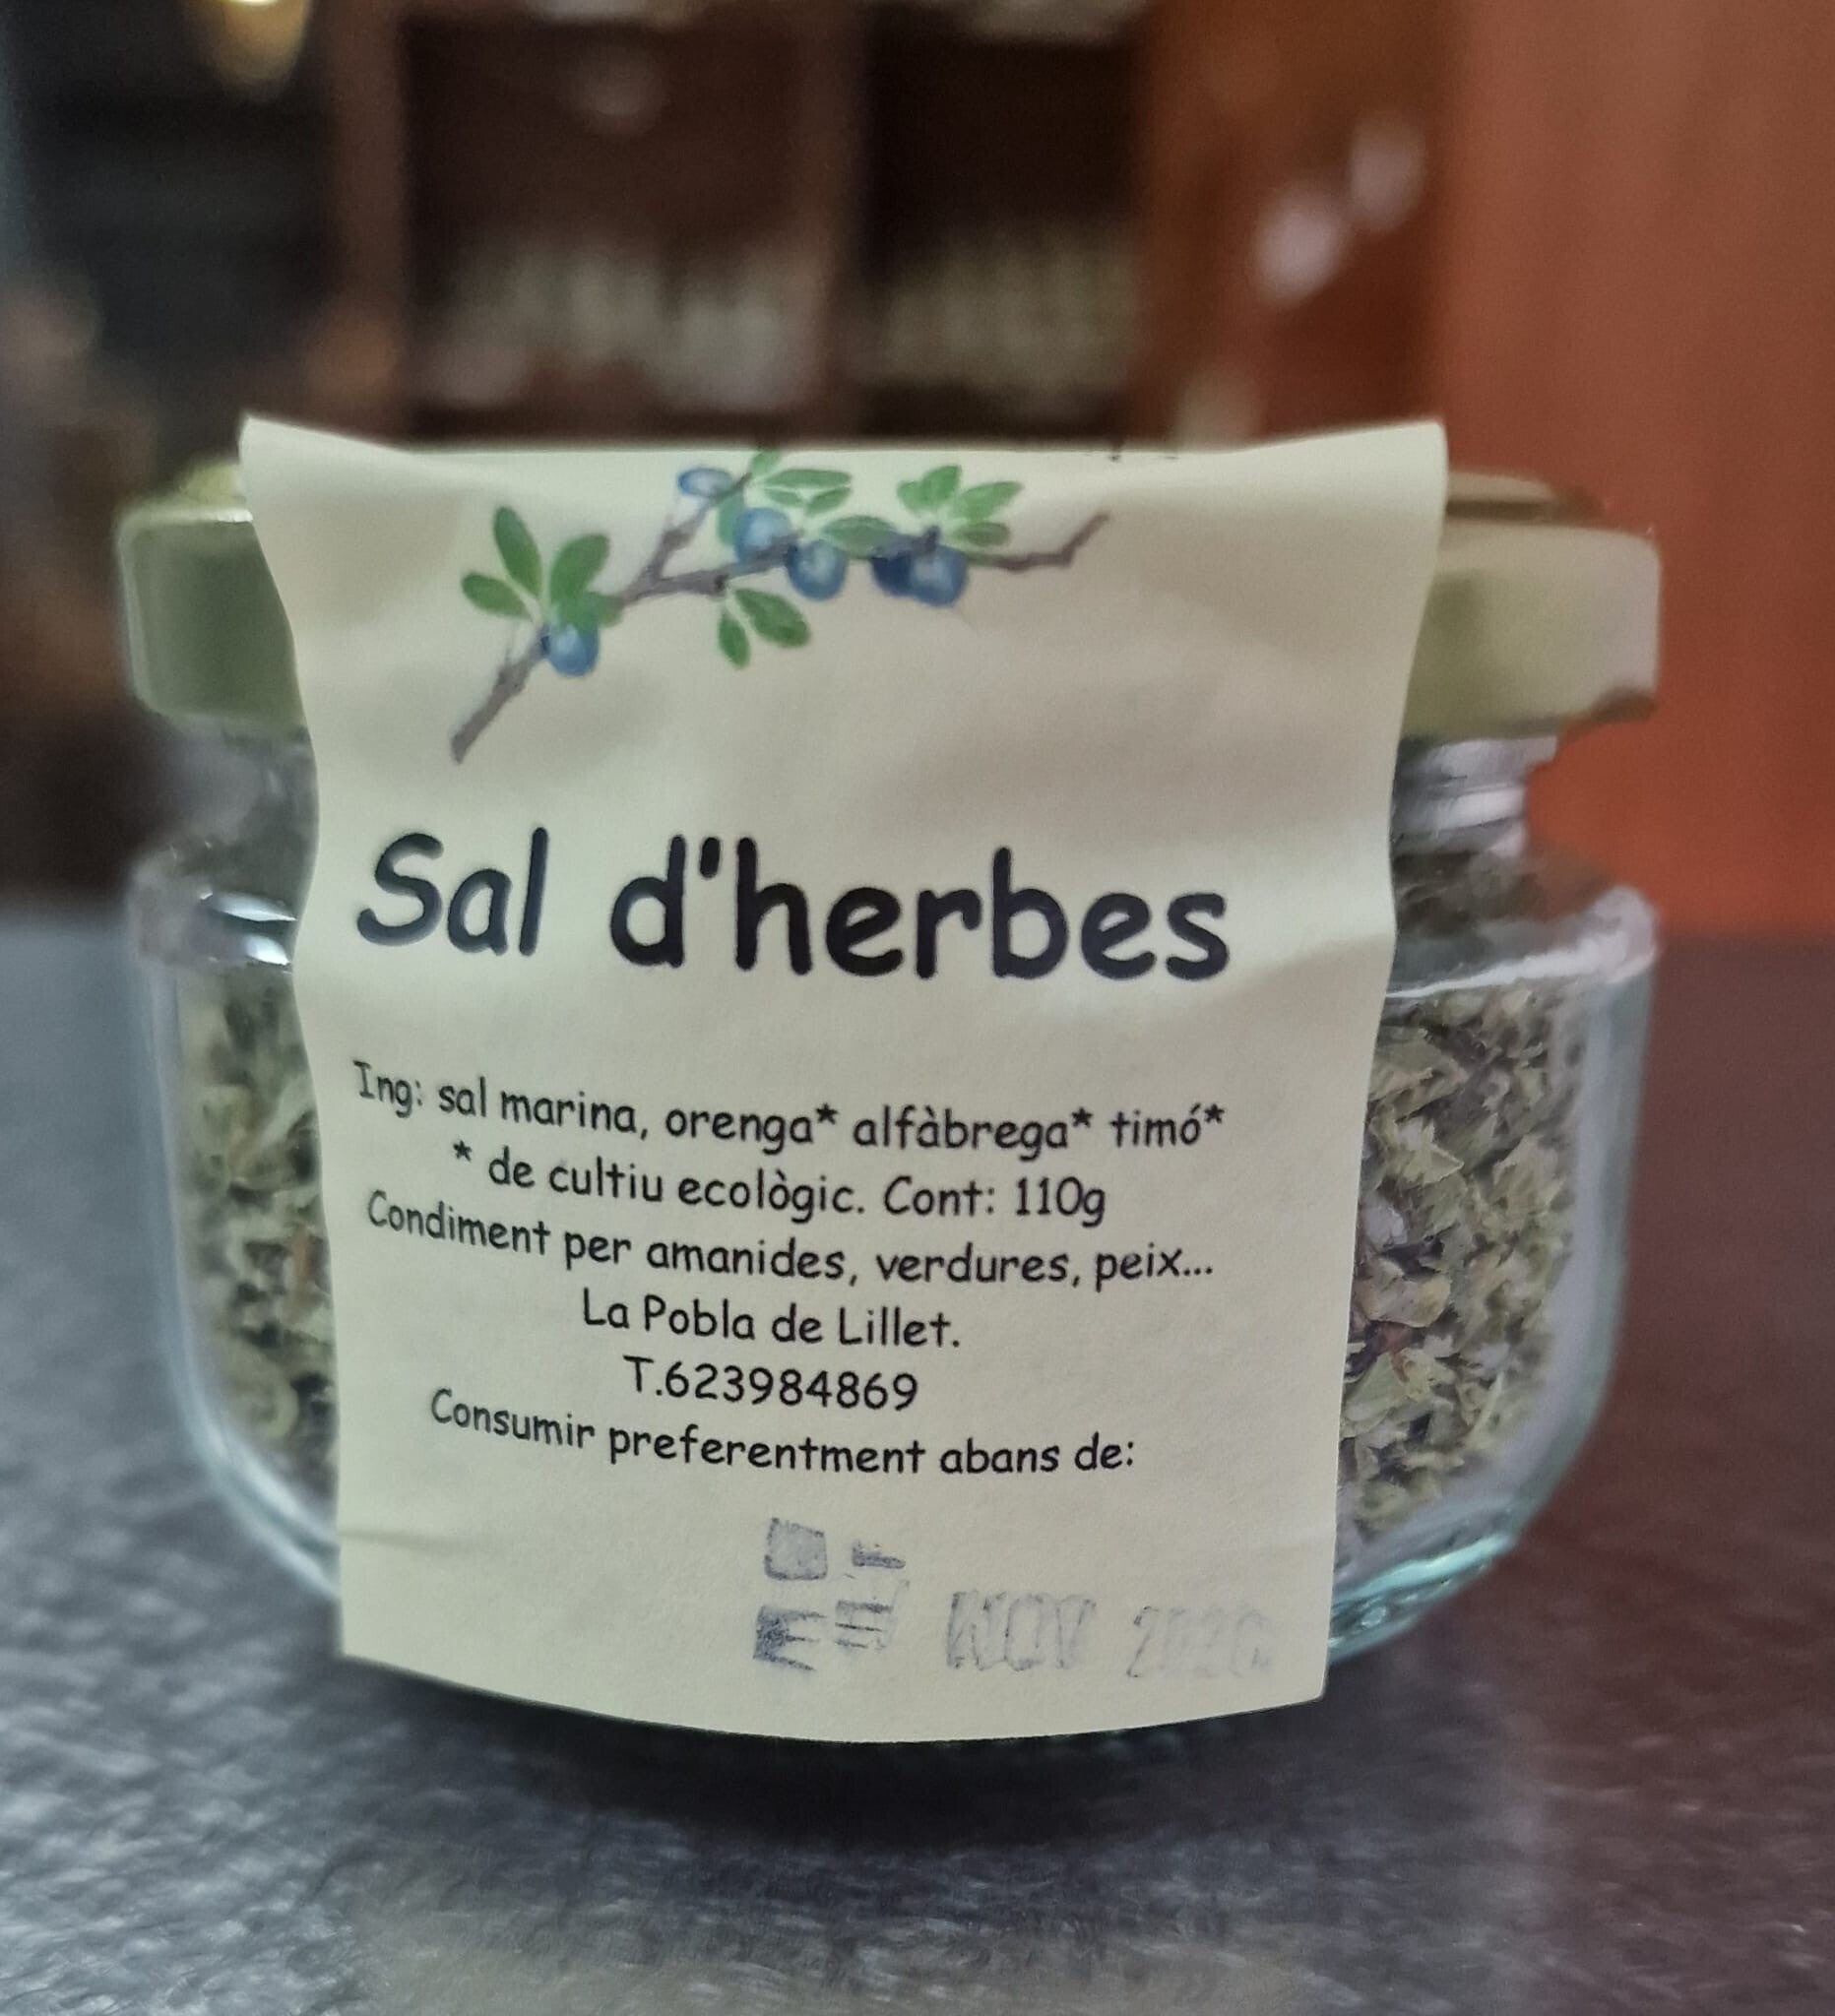 Sal d'herbes
Ing: sal marina, orenga* alfàbrega* timó*
* de cultiu ecològic. Cont: 110g
Condiment per amanides, verdures, peix...
La Pobla de Lillet.
T.623984869
Consumir preferentment abans de:
NOV